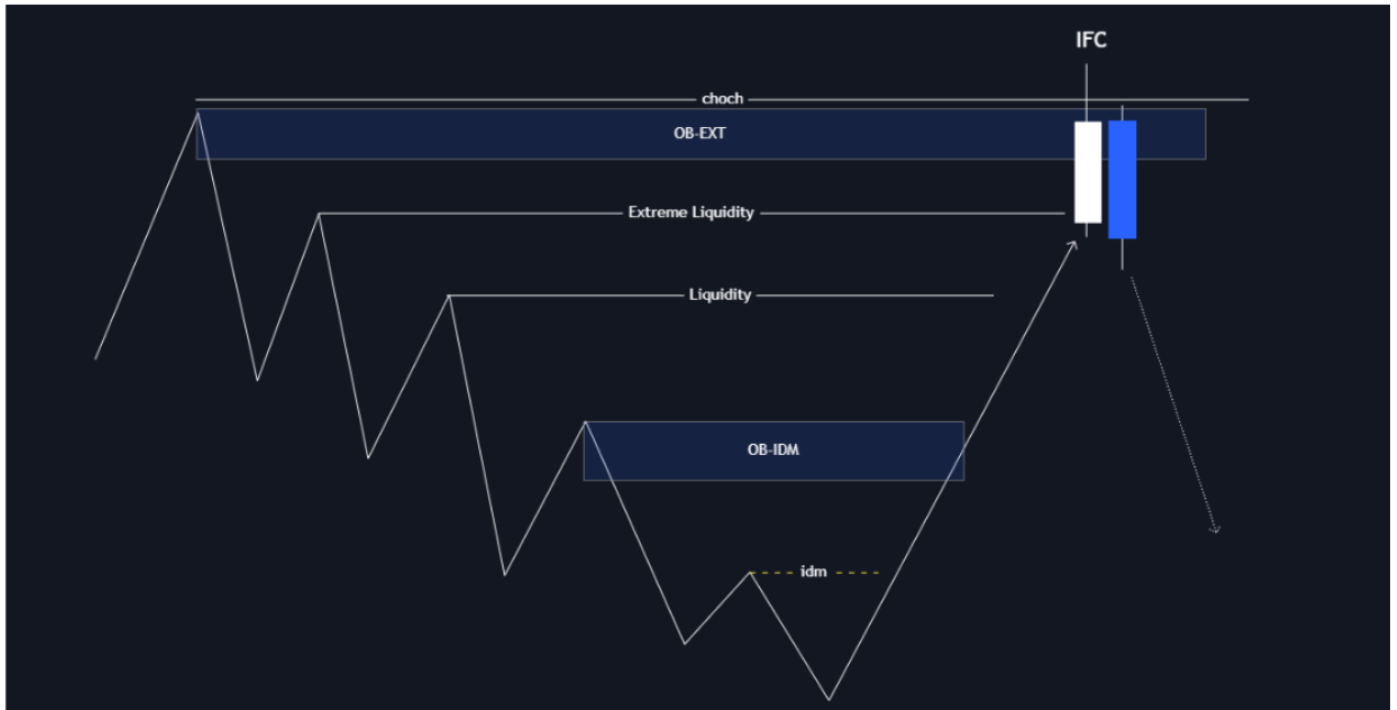 IFC
choch
OB-EXT
Extreme Liquidity
Liquidity
OB-IDM
idm